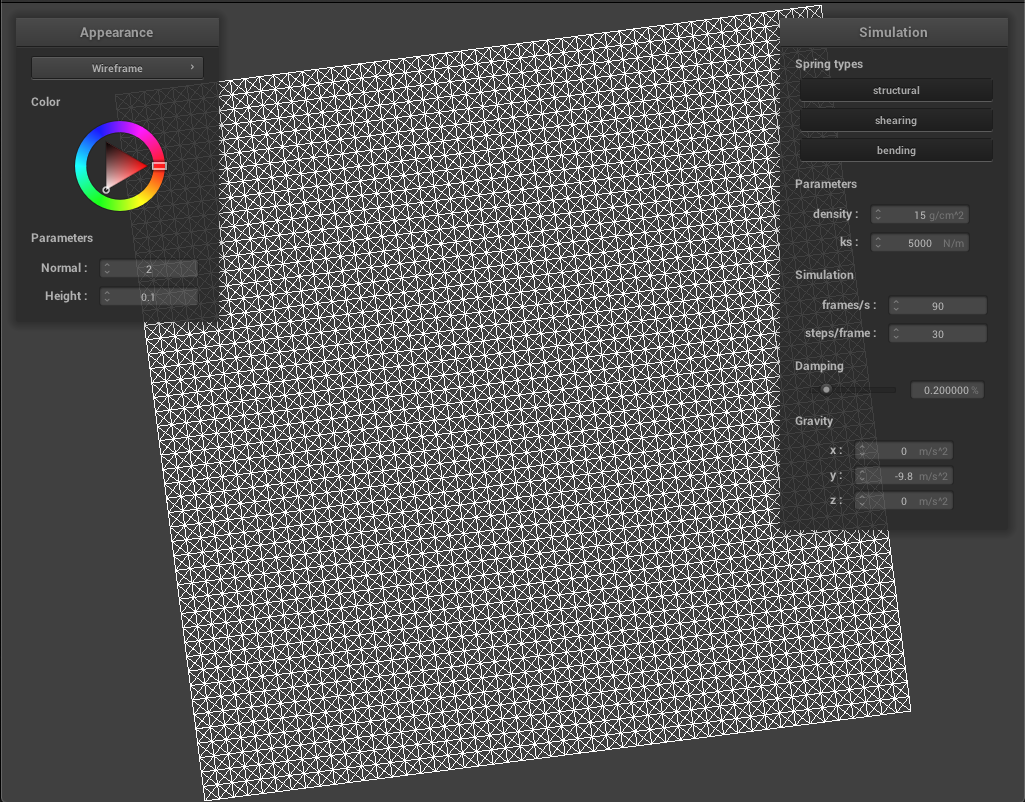 Appearance
Wireframe ›
Color
Parameters
Normal : 2
Height : 0.1
Simulation
Spring types
structural
shearing
bending
Parameters
density : 15 g/cm^2
ks : 5000 N/m
Simulation
frames/s : 90
steps/frame : 30
Damping
0.200000 %
Gravity
x : 0 m/s^2
y : -9.8 m/s^2
z : 0 m/s^2